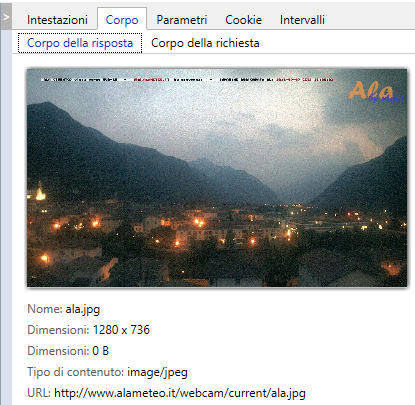 Intestazioni Corpo Parametri Cookie Intervalli
Corpo della risposta Corpo della richiesta
Ala
Nome: ala.jpg
Dimensioni: 1280 x 736
Dimensioni: 0 B
Tipo di contenuto: image/jpeg
URL: http://www.alameteo.it/webcam/current/ala.jpg